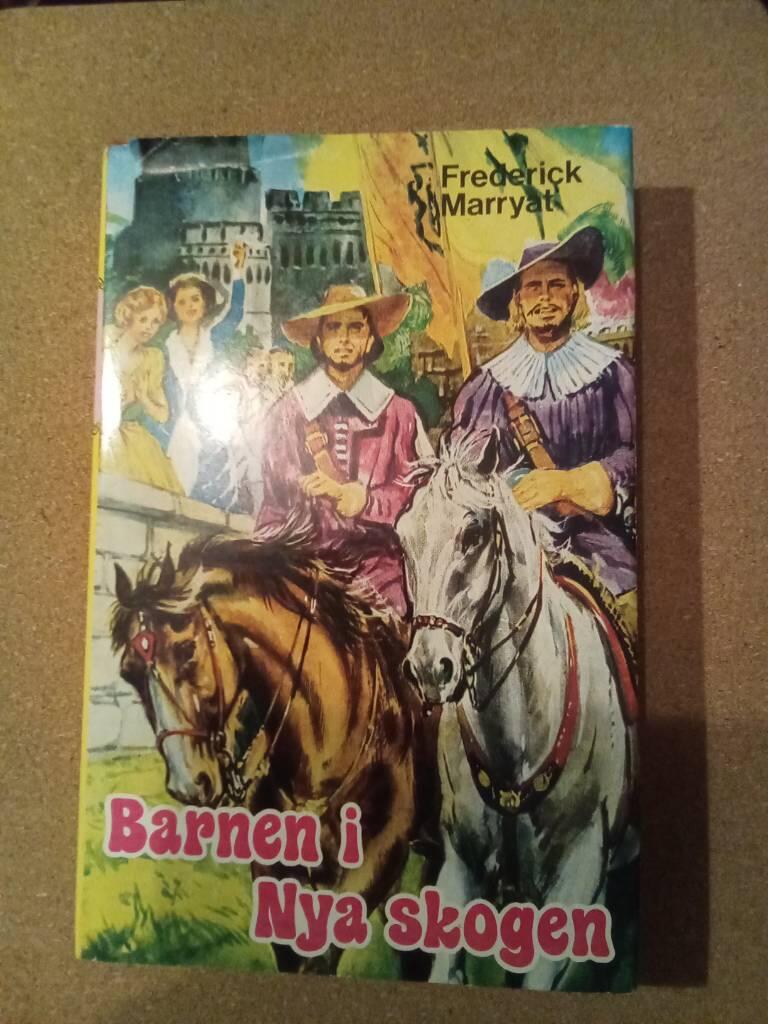 Frederick
Marryat
Barnen i
Nya skogen